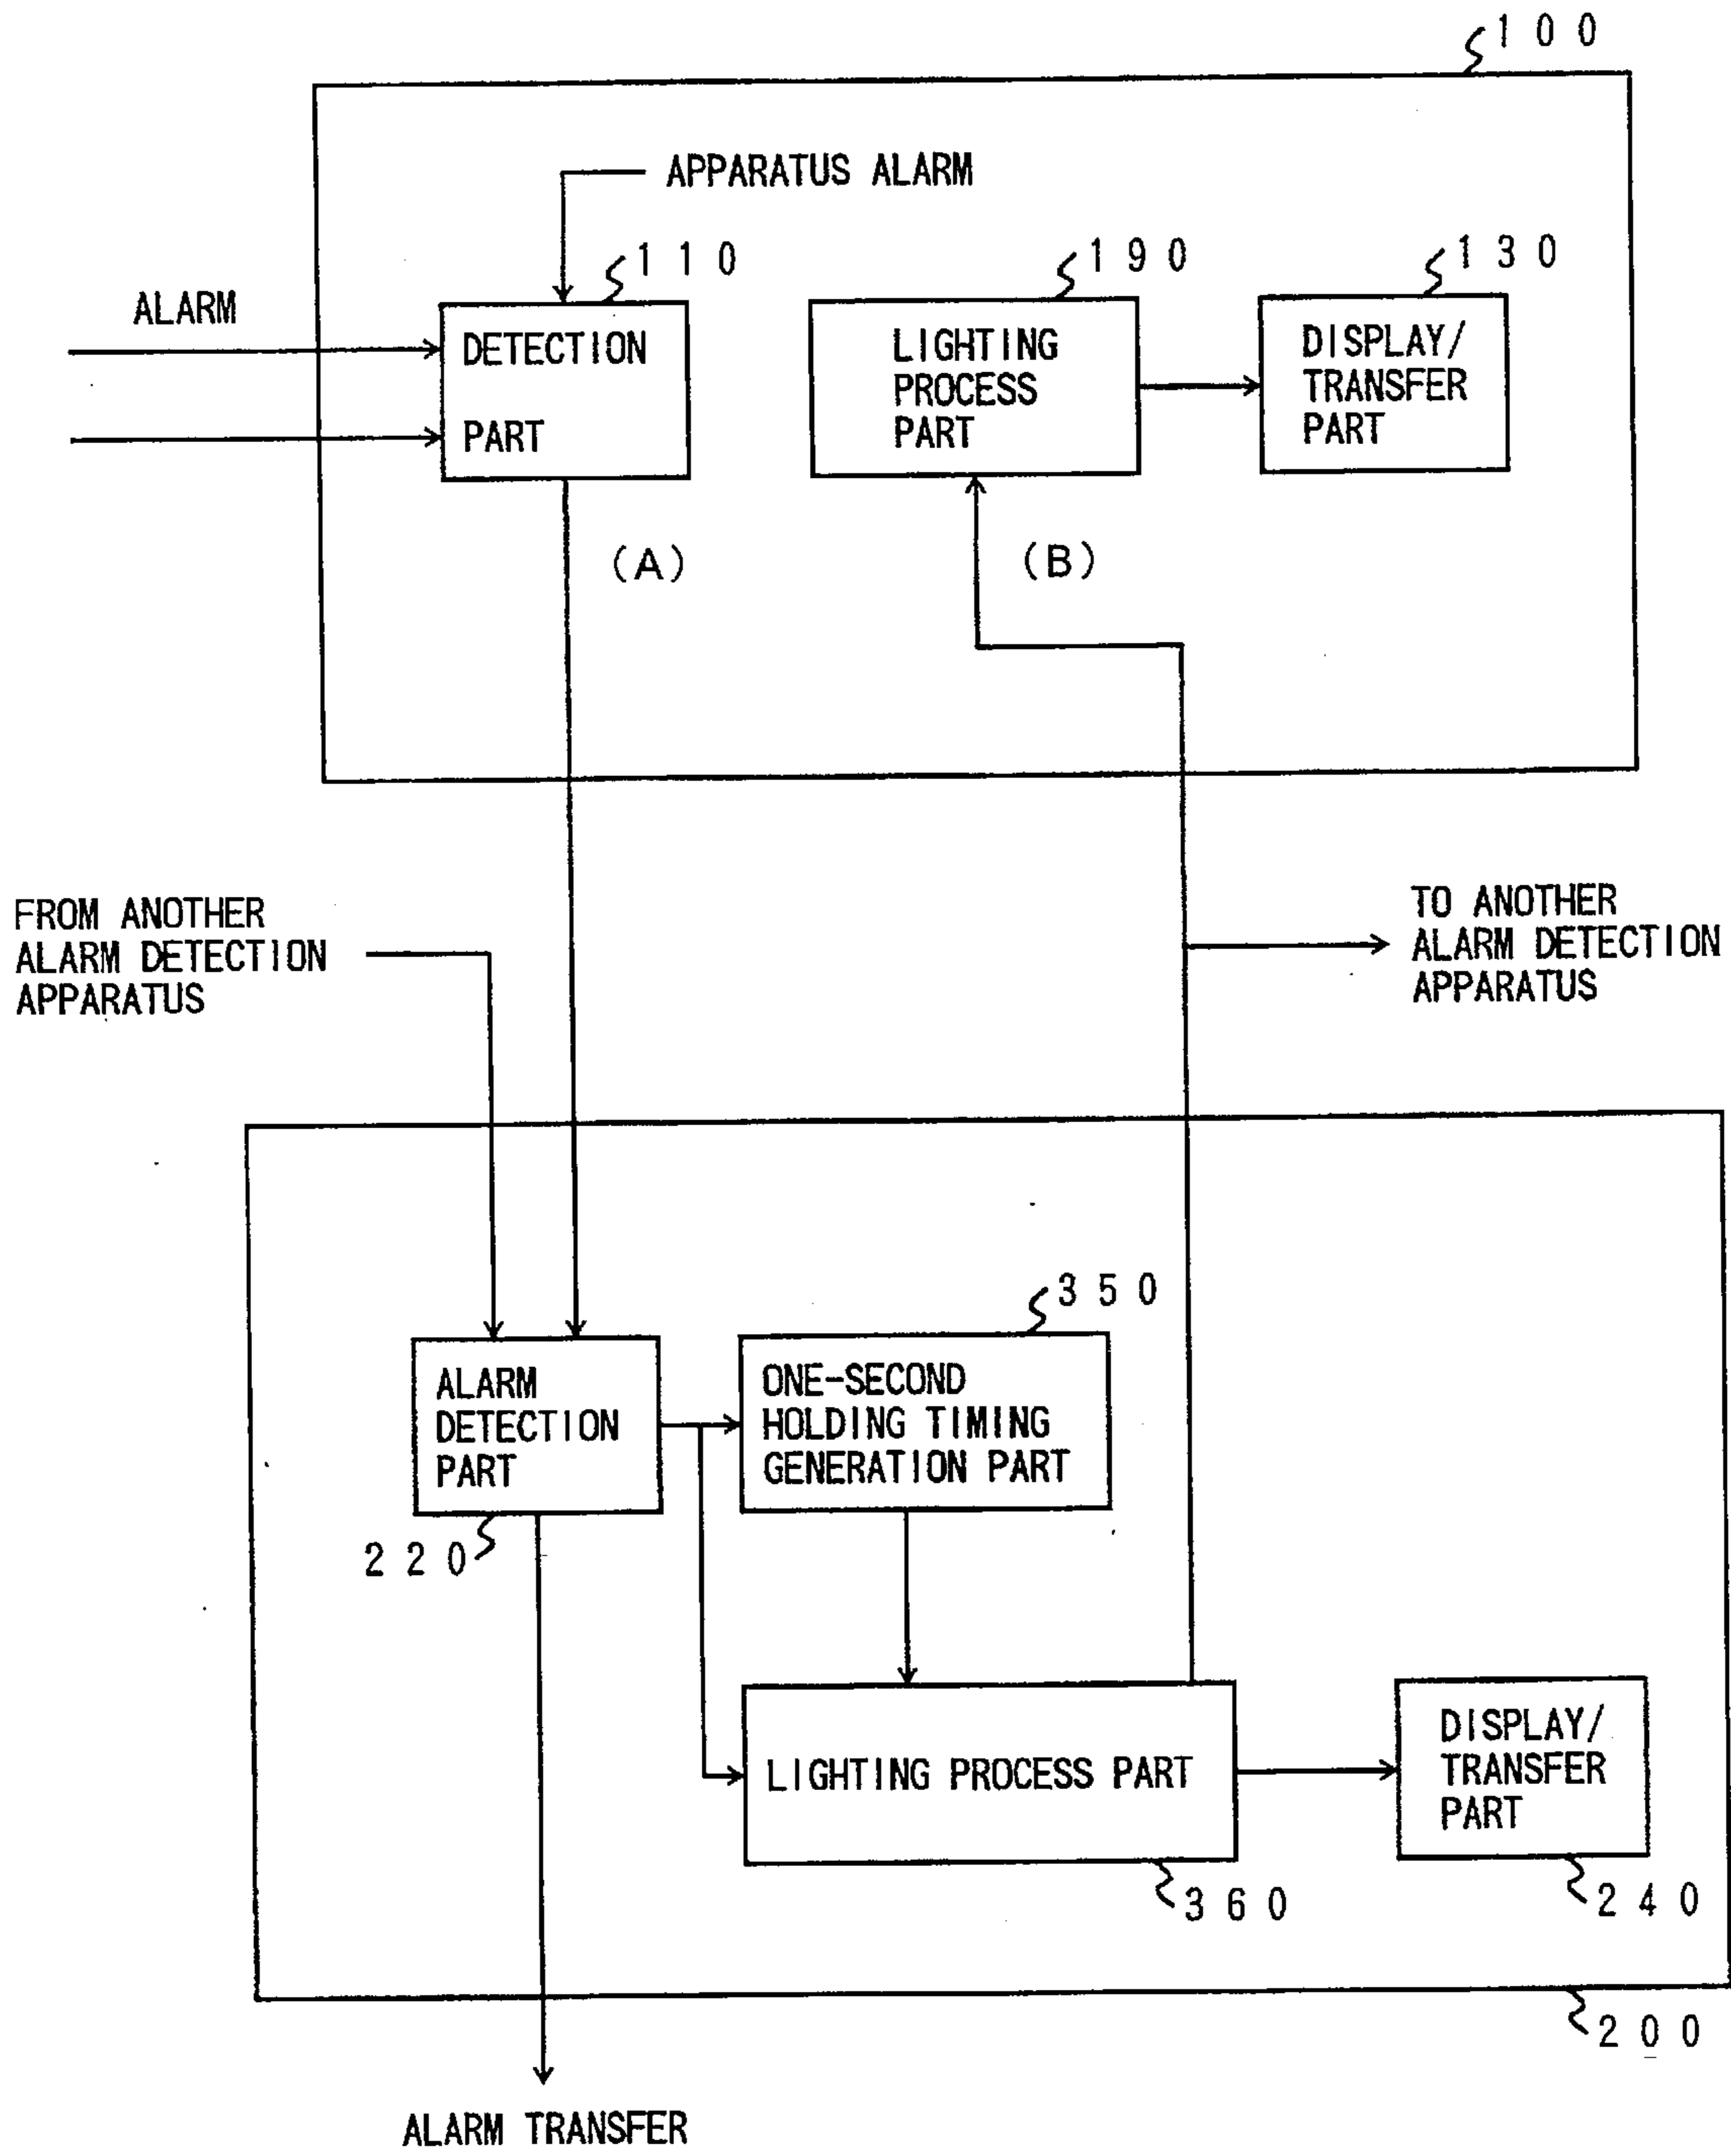 100
APPARATUS ALARM
110
190
130
ALARM
DETECTION
PART
LIGHTING
PROCESS
PART
DISPLAY/
TRANSFER
PART
(A)
(B)
FROM ANOTHER
ALARM DETECTION
APPARATUS
TO ANOTHER
ALARM DETECTION
APPARATUS
350
ALARM
DETECTION
PART
ONE-SECOND
HOLDING TIMING
GENERATION PART
220
LIGHTING PROCESS PART
DISPLAY/
TRANSFER
PART
360
240
200
ALARM TRANSFER